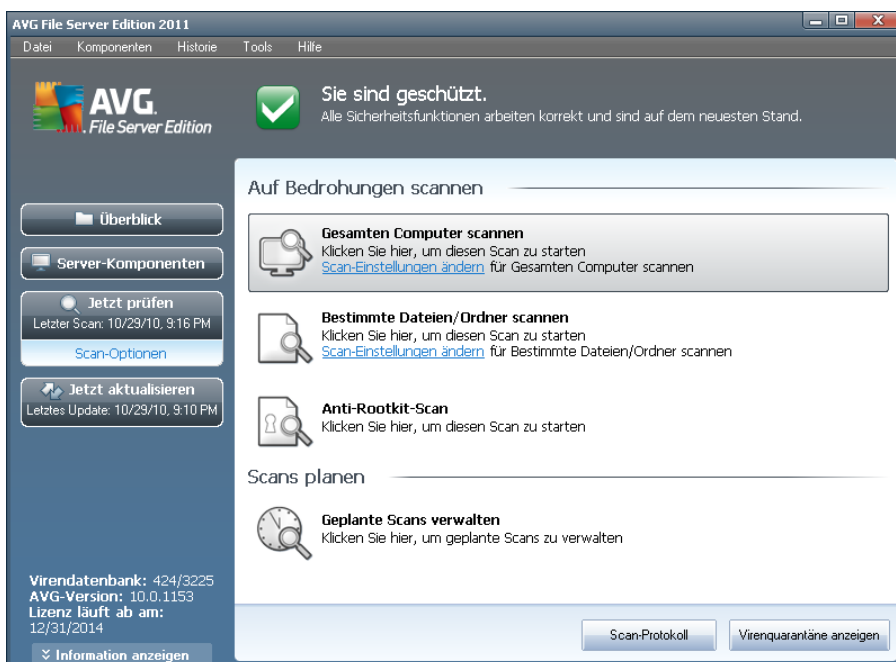 AVG File Server Edition 2011
Datei Komponenten Historie Tools Hilfe
AVG.
File Server Edition
Sie sind geschützt.
Alle Sicherheitsfunktionen arbeiten korrekt und sind auf dem neuesten Stand.
Überblick
Server-Komponenten
Jetzt prüfen
Letzter Scan: 10/29/10, 9:16 PM
Scan-Optionen
Jetzt aktualisieren
Letztes Update: 10/29/10, 9:10 PM
Virendatenbank: 424/3225
AVG-Version: 10.0.1153
Lizenz läuft ab am:
12/31/2014
Information anzeigen
Auf Bedrohungen scannen
Gesamten Computer scannen
Klicken Sie hier, um diesen Scan zu starten
Scan-Einstellungen ändern für Gesamten Computer scannen
Bestimmte Dateien/Ordner scannen
Klicken Sie hier, um diesen Scan zu starten
Scan-Einstellungen ändern für Bestimmte Dateien/Ordner scannen
Anti-Rootkit-Scan
Klicken Sie hier, um diesen Scan zu starten
Scans planen
Geplante Scans verwalten
Klicken Sie hier, um geplante Scans zu verwalten
Scan-Protokoll
Virenquarantäne anzeigen